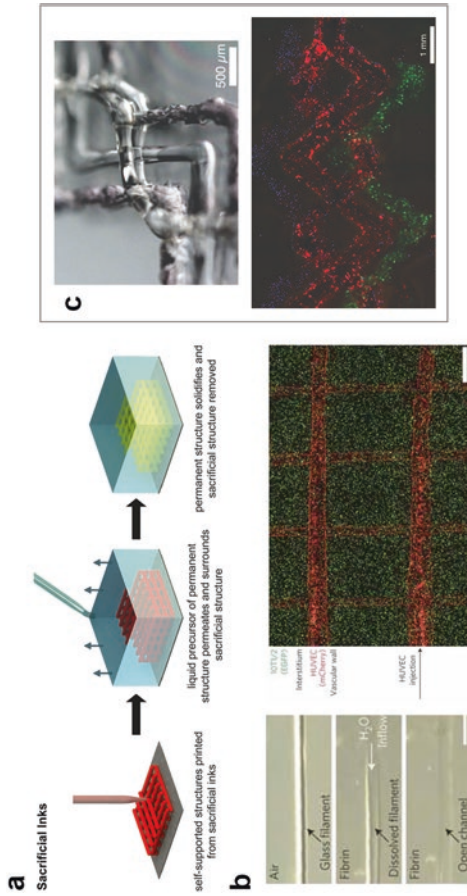 a
Sacrificial Inks
self-supported structures printed
from sacrificial inks
liquid precursor of permanent
structure permeates and surrounds
sacrificial structure
permanent structure solidifies and
sacrificial structure removed
b
Air
Glass filament
Fibrin
H₂O
Inflow
Dissolved filament
Fibrin
Open channel
10T1/2
(EGFP)
Interstitium
HUVEC
(mCherry)
Vascular wall
HUVEC
injection
c
500 µm
1 mm